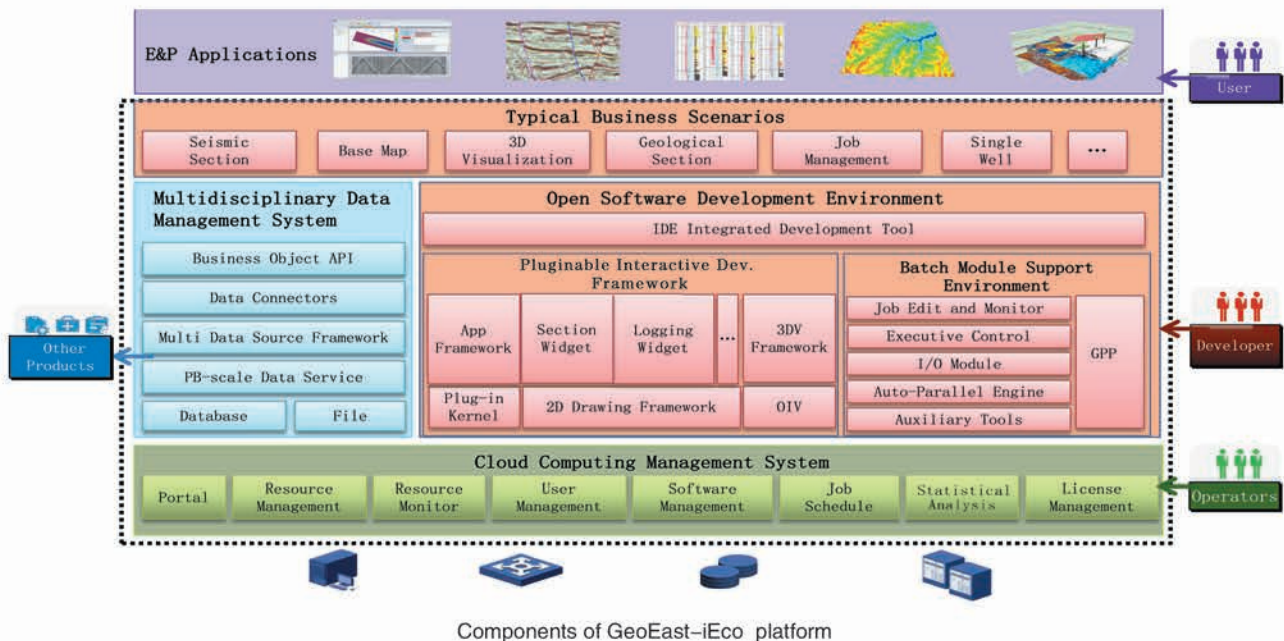 E&P Applications
User
Typical Business Scenarios
Seismic
Section
Base Map
3D
Visualization
Geological
Section
Job
Management
Single
Well
...
Multidisciplinary Data
Management System
Business Object API
Data Connectors
Multi Data Source Framework
PB-scale Data Service
Database
File
Other
Products
Open Software Development Environment
IDE Integrated Development Tool
Pluginable Interactive Dev.
Framework
App
Framework
Section
Widget
Logging
Widget
...
3DV
Framework
Plug-in
Kernel
2D Drawing Framework
OIV
Batch Module Support
Environment
Job Edit and Monitor
Executive Control
I/O Module
Auto-Parallel Engine
Auxiliary Tools
GPP
Developer
Cloud Computing Management System
Portal
Resource
Management
Resource
Monitor
User
Management
Software
Management
Job
Schedule
Statistical
Analysis
License
Management
Operators
Components of GeoEast-iEco platform